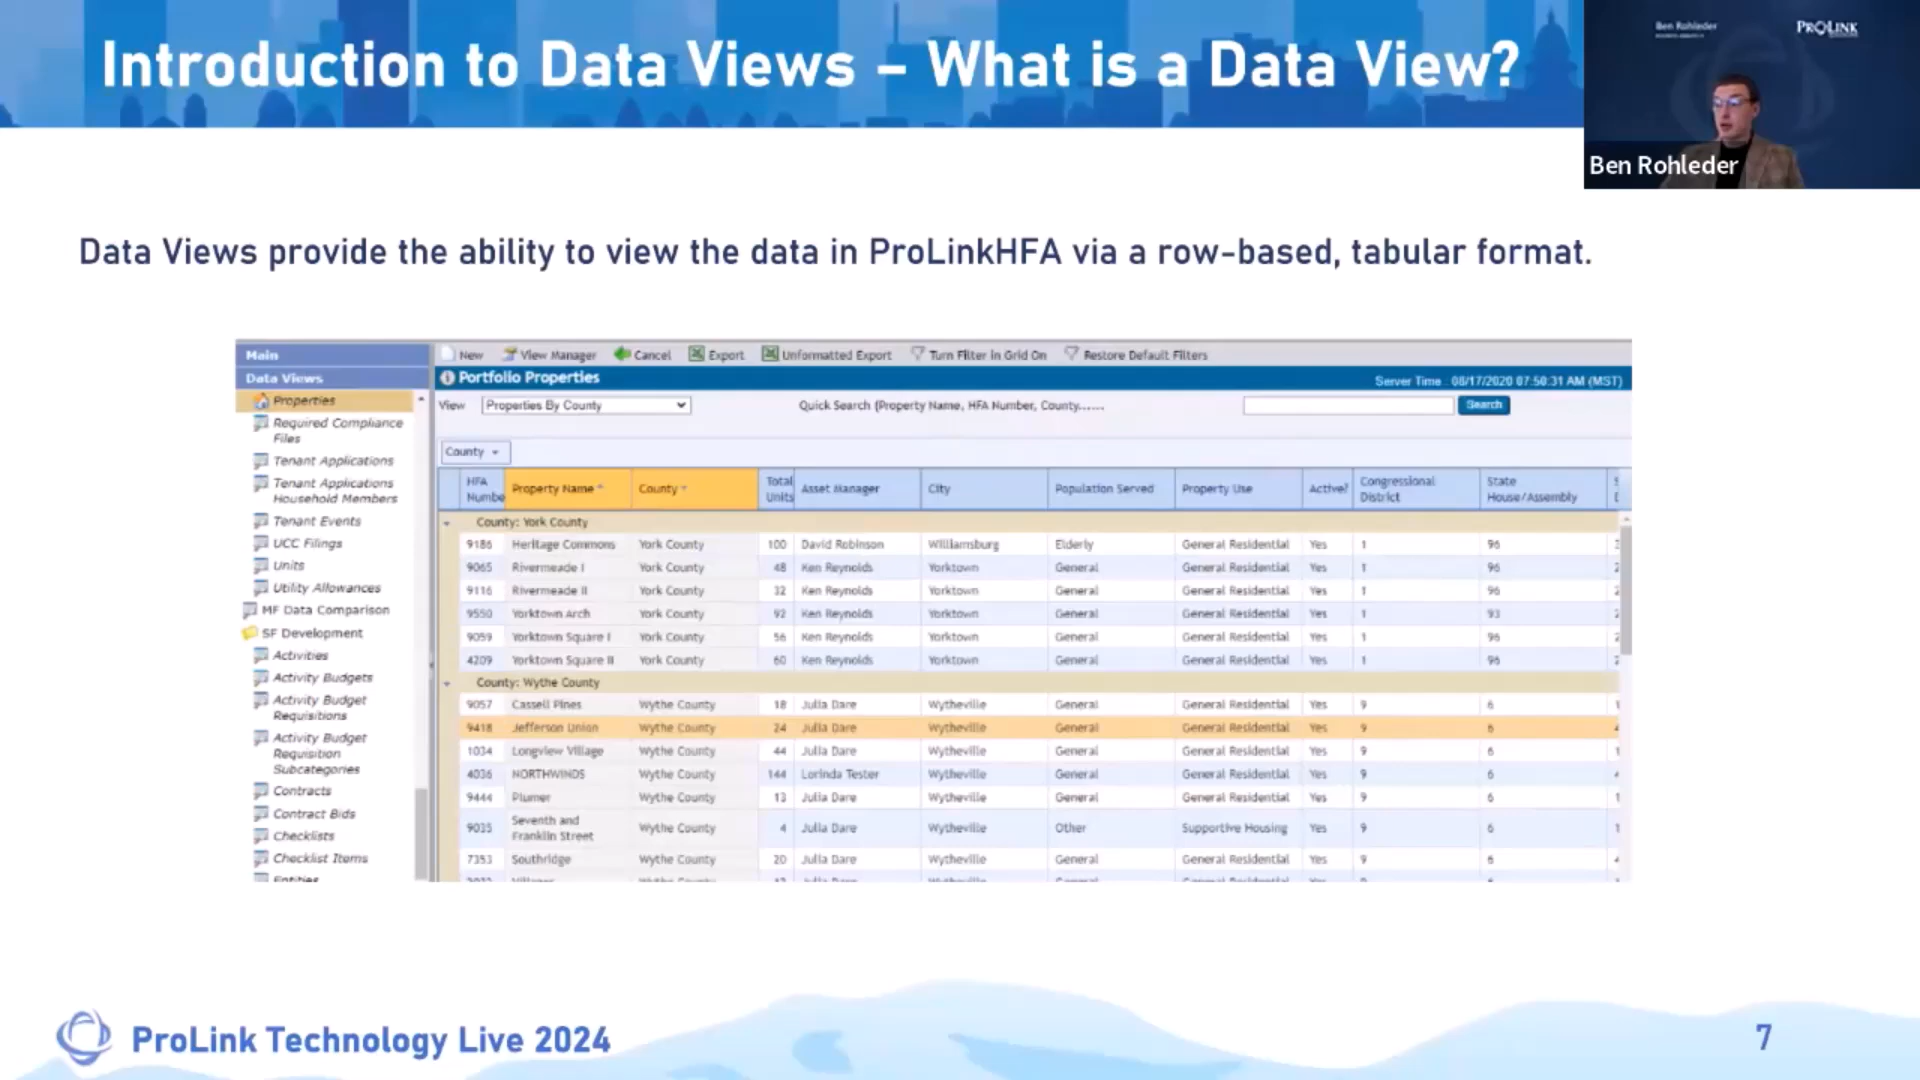 Introduction to Data Views – What is a Data View?
Ben Rohleder
PROLINK
Ben Rohleder
Data Views provide the ability to view the data in ProLinkHFA via a row-based, tabular format.
Main
Data Views
Properties
Required Compliance
Files
Tenant Applications
Tenant Applications
Household Members
Tenant Events
UCC Filings
Units
Utility Allowances
MF Data Comparison
SF Development
Activities
Activity Budgets
Activity Budget
Requisitions
Activity Budget
Requisition
Subcategories
Contracts
Contract Bids
Checklists
Checklist Items
Entities
New View Manager Cancel Export Unformatted Export Turn Filter in Grid On Restore Default Filters
Portfolio Properties Server Time : 08/17/2020 07:50:31 AM (MST)
View Properties By County Quick Search (Property Name, HFA Number, County...... Search
County
HFA Numbe Property Name County Total Units Asset Manager City Population Served Property Use Active? Congressional District State House/Assembly
County: York County
9186 Heritage Commons York County 100 David Robinson Williamsburg Elderly General Residential Yes 1 96
9065 Rivermeade I York County 48 Ken Reynolds Yorktown General General Residential Yes 1 96
9116 Rivermeade II York County 32 Ken Reynolds Yorktown General General Residential Yes 1 96
9550 Yorktown Arch York County 92 Ken Reynolds Yorktown General General Residential Yes 1 93
9059 Yorktown Square I York County 56 Ken Reynolds Yorktown General General Residential Yes 1 96
4209 Yorktown Square II York County 60 Ken Reynolds Yorktown General General Residential Yes 1 96
County: Wythe County
9057 Cassell Pines Wythe County 18 Julia Dare Wytheville General General Residential Yes 9 6
9418 Jefferson Union Wythe County 24 Julia Dare Wytheville General General Residential Yes 9 6
1034 Longview Village Wythe County 44 Julia Dare Wytheville General General Residential Yes 9 6
4036 NORTHWINDS Wythe County 144 Lorinda Tester Wytheville General General Residential Yes 9 6
9444 Plumer Wythe County 13 Julia Dare Wytheville General General Residential Yes 9 6
9035 Seventh and Franklin Street Wythe County 4 Julia Dare Wytheville Other Supportive Housing Yes 9 6
7353 Southridge Wythe County 20 Julia Dare Wytheville General General Residential Yes 9 6
ProLink Technology Live 2024
7